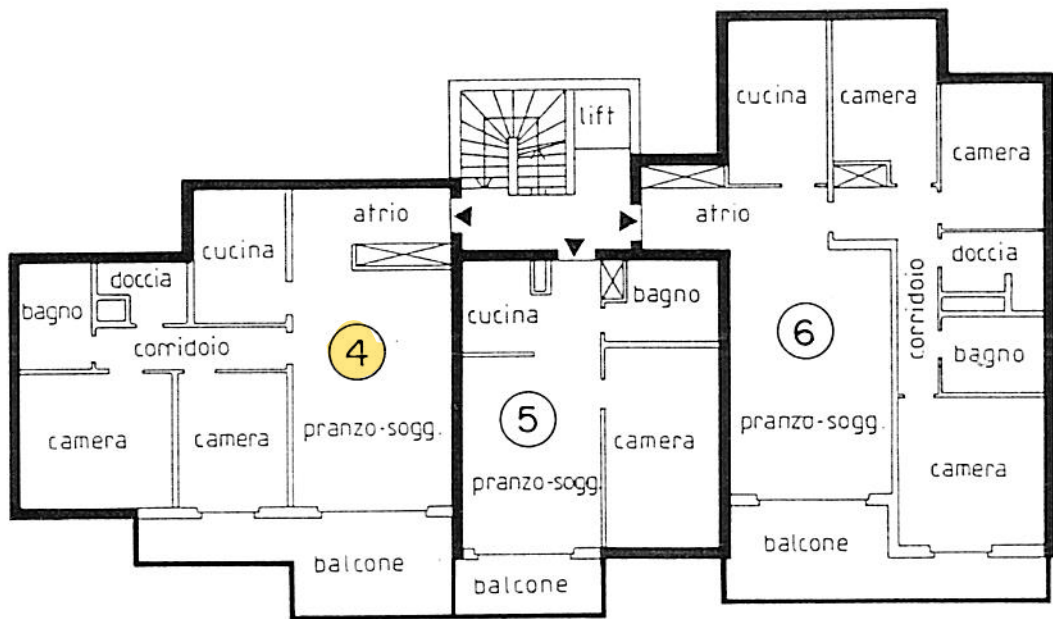 lift
cucina
camera
camera
atrio
atrio
cucina
doccia
doccia
bagno
bagno
cucina
corridoio
corridoio
4
6
bagno
5
camera
camera
pranzo-sogg.
camera
pranzo-sogg.
camera
pranzo-sogg.
balcone
balcone
balcone